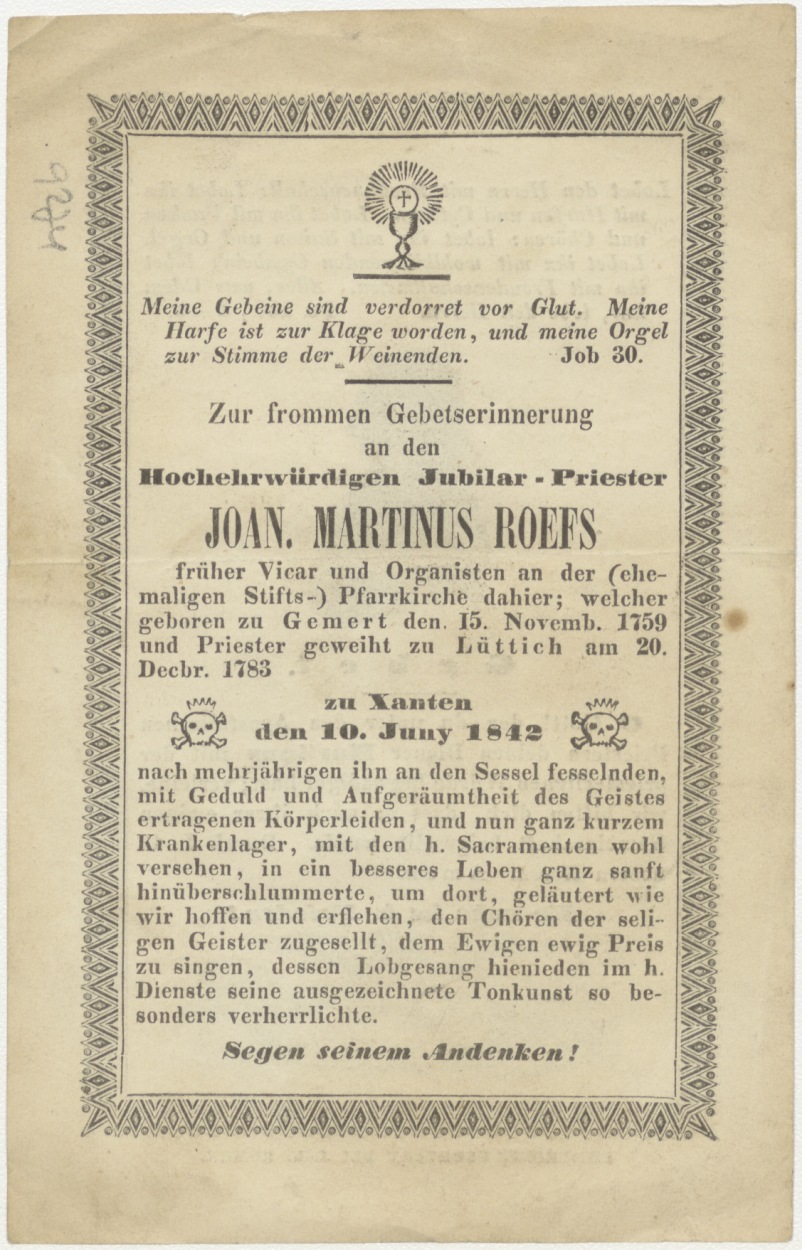 Meine Gebeine sind verdorret vor Glut. Meine
Harfe ist zur Klage worden, und meine Orgel
zur Stimme der Weinenden. Job 30.
Zur frommen Gebetserinnerung
an den
Hochehrwürdigen Jubilar-Priester
JOAN. MARTINUS ROEFS
früher Vicar und Organisten an der (ehe-
maligen Stifts-) Pfarrkirche dahier; welcher
geboren zu Gemert den. 15. Novemb. 1759
und Priester geweiht zu Lüttich am 20.
Decbr. 1783
zu Xanten
den 10. Juny 1842
nach mehrjährigen ihn an den Sessel fesselnden,
mit Geduld und Aufgeräumtheit des Geistes
ertragenen Körperleiden, und nun ganz kurzem
Krankenlager, mit den h. Sacramenten wohl
versehen, in ein besseres Leben ganz sanft
hinüberschlummerte, um dort, geläutert wie
wir hoffen und erflehen, den Chören der seli-
gen Geister zugesellt, dem Ewigen ewig Preis
zu singen, dessen Lobgesang hienieden im h.
Dienste seine ausgezeichnete Tonkunst so be-
sonders verherrlichte.
Segen seinem Andenken!